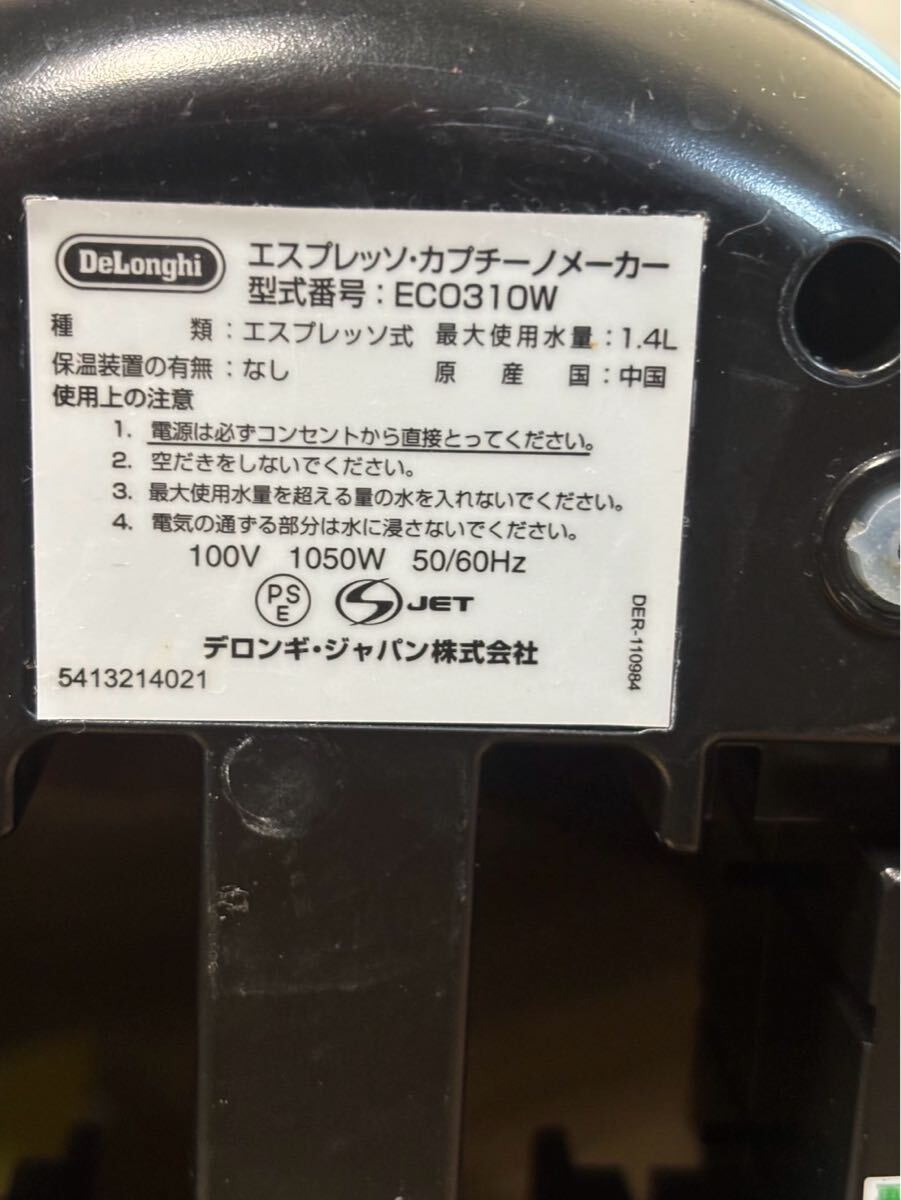 DeLonghi
エスプレッソ・カプチーノメーカー
型式番号：ECO310W
種類：エスプレッソ式 最大使用水量：1.4L
保温装置の有無：なし 原産国：中国
使用上の注意
1. 電源は必ずコンセントから直接とってください。
2. 空だきをしないでください。
3. 最大使用水量を超える量の水を入れないでください。
4. 電気の通ずる部分は水に浸さないでください。
100V 1050W 50/60Hz
PSE JET
デロンギ・ジャパン株式会社
5413214021
DER-110984